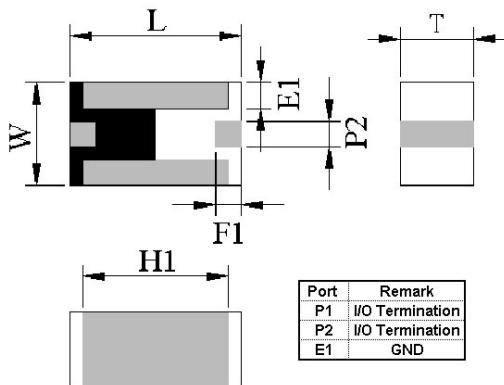 L
T
W
E1
P2
F1
H1
Port Remark
P1 I/O Termination
P2 I/O Termination
E1 GND